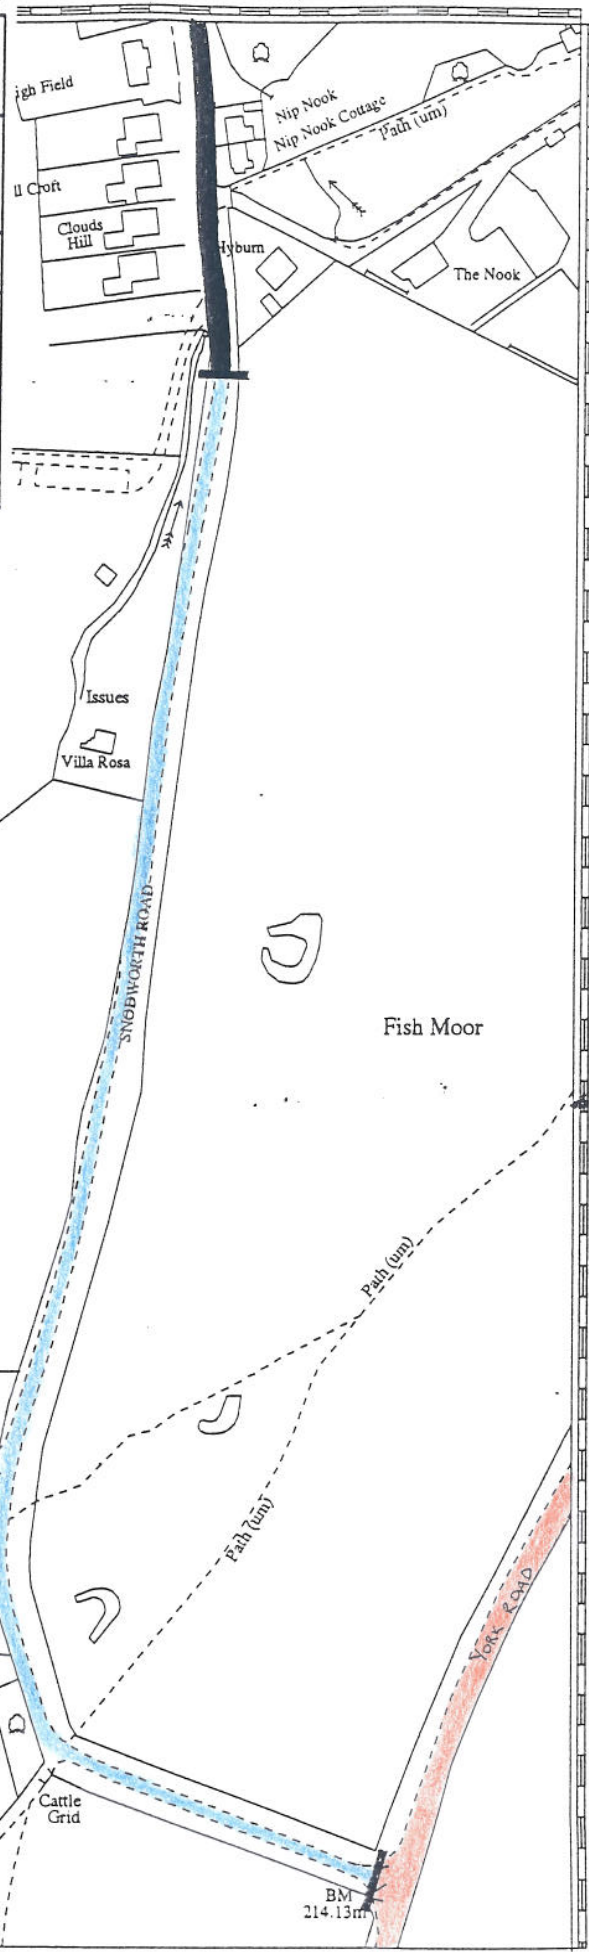 igh Field
Nip Nook
Nip Nook Cottage
Path (um)
ll Croft
Clouds
Hill
Hyburn
The Nook
Issues
Villa Rosa
SNODWORTH ROAD
Fish Moor
Path (um)
Path (um)
YORK ROAD
Cattle
Grid
BM
214.13m